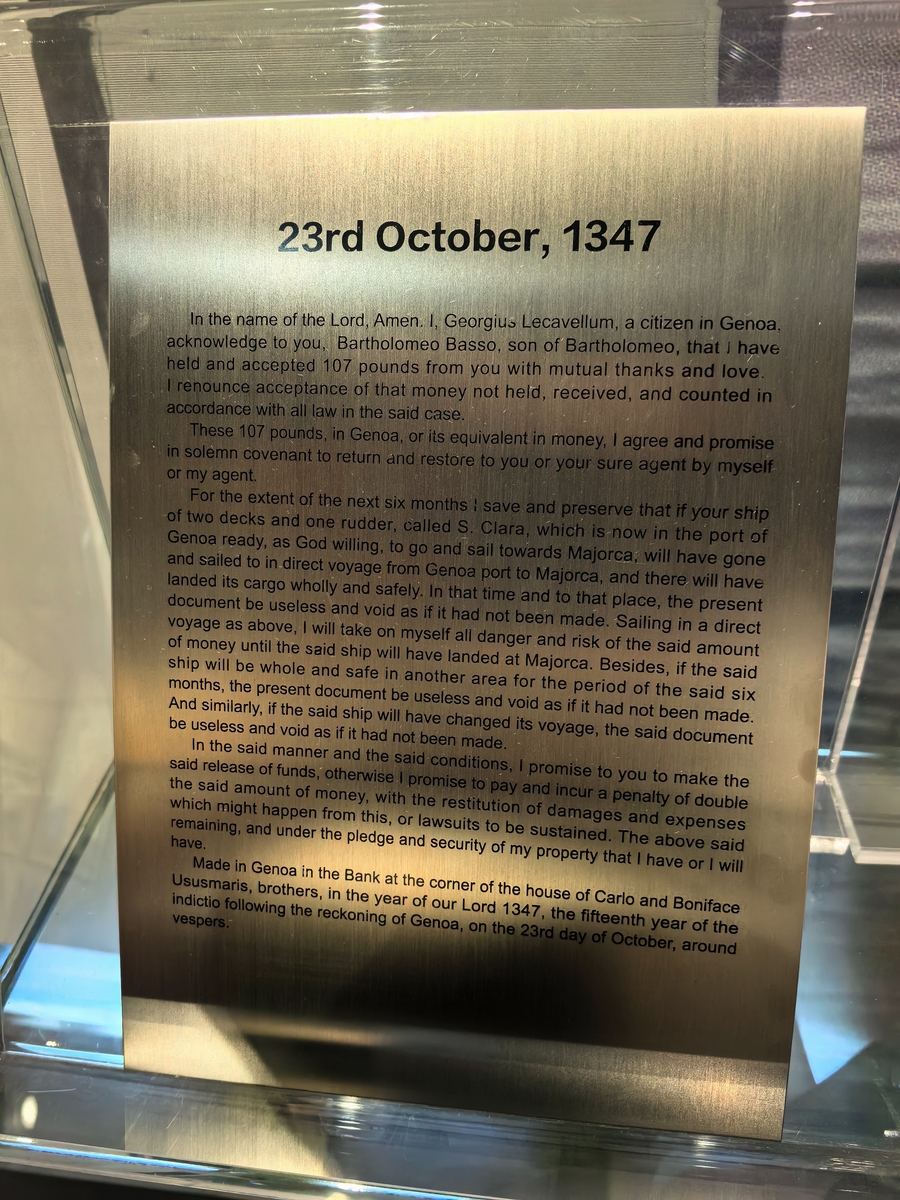 23rd October, 1347
In the name of the Lord, Amen. I, Georgius Lecavellum, a citizen in Genoa,
acknowledge to you, Bartholomeo Basso, son of Bartholomeo, that I have
held and accepted 107 pounds from you with mutual thanks and love.
I renounce acceptance of that money not held, received, and counted in
accordance with all law in the said case.
These 107 pounds, in Genoa, or its equivalent in money, I agree and promise
in solemn covenant to return and restore to you or your sure agent by myself
or my agent.
For the extent of the next six months I save and preserve that if your ship
of two decks and one rudder, called S. Clara, which is now in the port of
Genoa ready, as God willing, to go and sail towards Majorca, will have gone
and sailed to in direct voyage from Genoa port to Majorca, and there will have
landed its cargo wholly and safely. In that time and to that place, the present
document be useless and void as if it had not been made. Sailing in a direct
voyage as above, I will take on myself all danger and risk of the said amount
of money until the said ship will have landed at Majorca. Besides, if the said
ship will be whole and safe in another area for the period of the said six
months, the present document be useless and void as if it had not been made.
And similarly, if the said ship will have changed its voyage, the said document
be useless and void as if it had not been made.
In the said manner and the said conditions, I promise to you to make the
said release of funds, otherwise I promise to pay and incur a penalty of double
the said amount of money, with the restitution of damages and expenses
which might happen from this, or lawsuits to be sustained. The above said
remaining, and under the pledge and security of my property that I have or I will
have.
Made in Genoa in the Bank at the corner of the house of Carlo and Boniface
Ususmaris, brothers, in the year of our Lord 1347, the fifteenth year of the
indictio following the reckoning of Genoa, on the 23rd day of October, around
vespers.